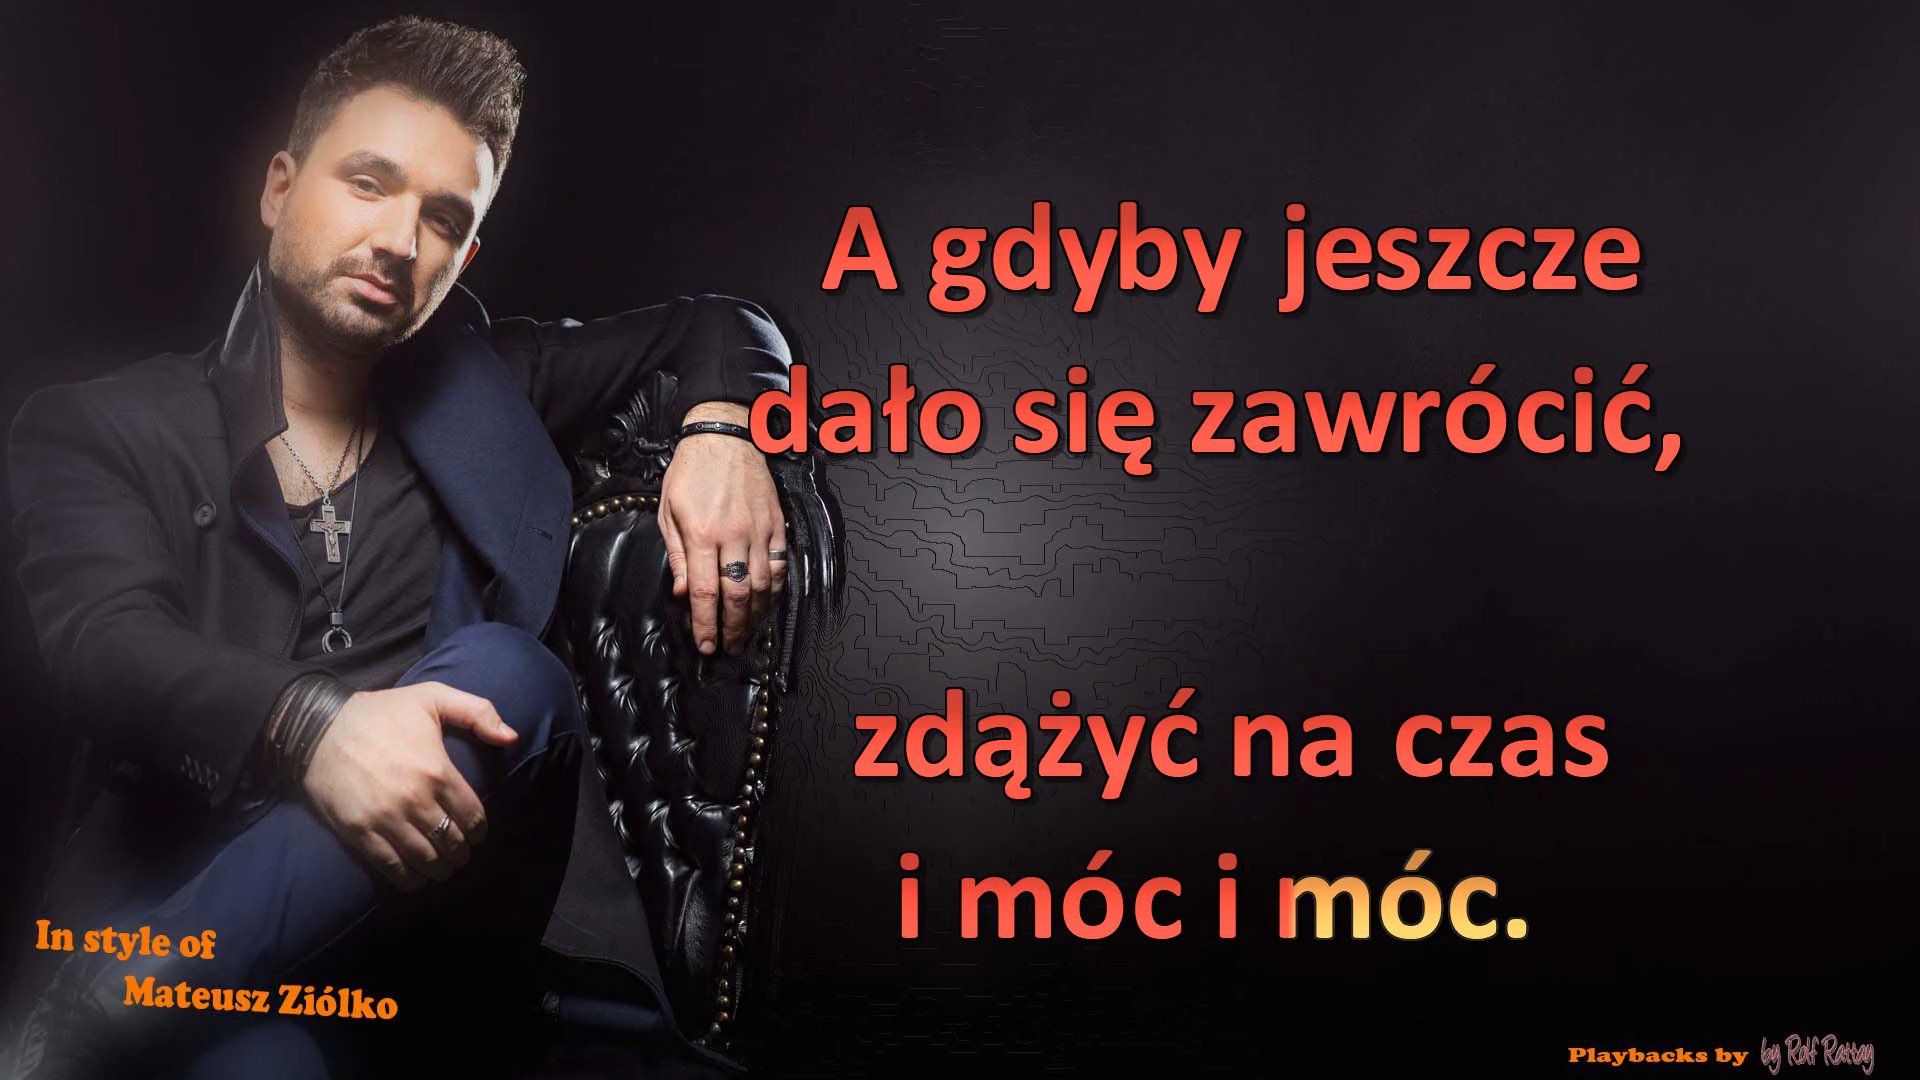 A gdyby jeszcze
dało się zawrócić,
zdążyć na czas
i móc i móc.
In style of
Mateusz Ziólko
Playbacks by by Rolf Rattay